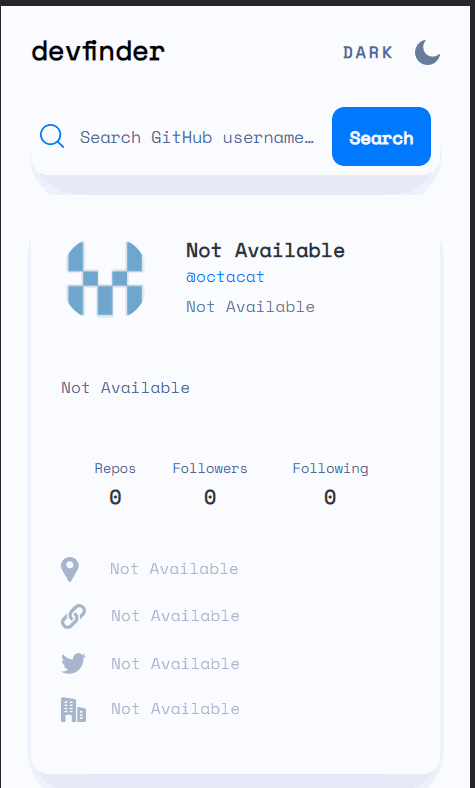 devfinder
DARK
Search GitHub username…
Search
Not Available
@octacat
Not Available
Not Available
Repos Followers Following
0 0 0
Not Available
Not Available
Not Available
Not Available